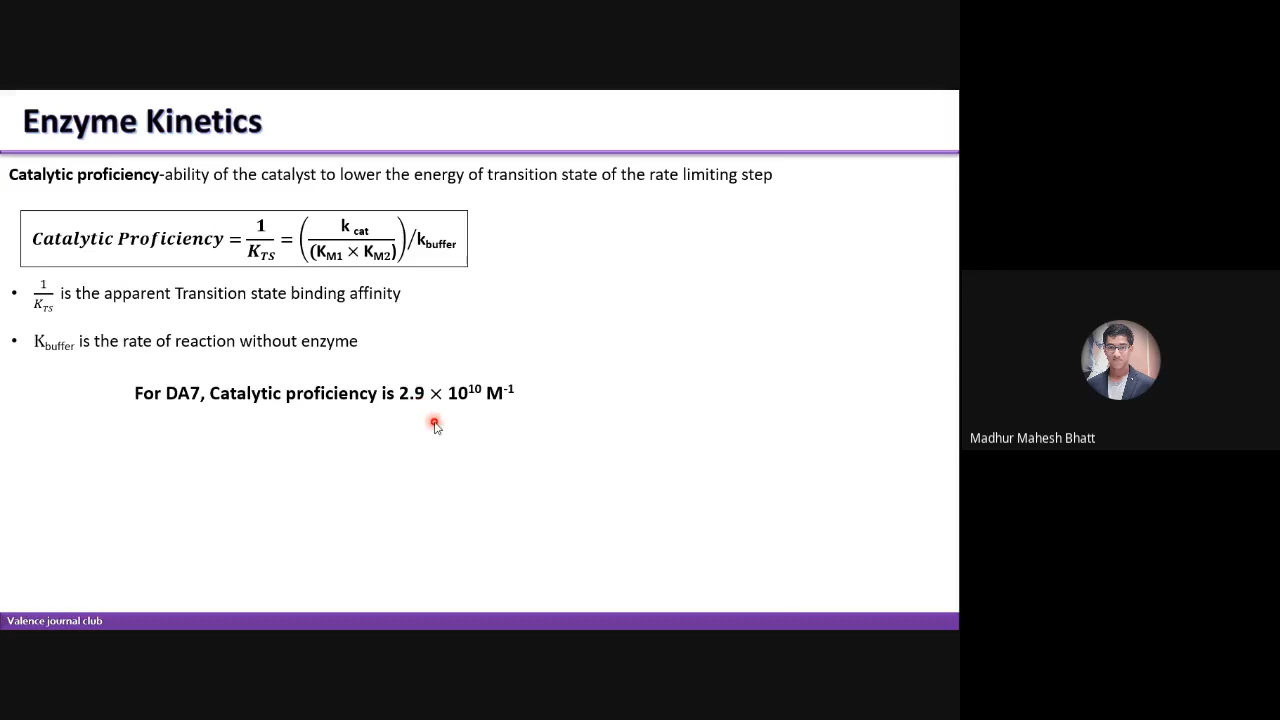 Enzyme Kinetics
Catalytic proficiency-ability of the catalyst to lower the energy of transition state of the rate limiting step
Catalytic Proficiency = 1/K_TS = (k cat/(K_M1 × K_M2))/k_buffer
• 1/K_TS is the apparent Transition state binding affinity
• K_buffer is the rate of reaction without enzyme
For DA7, Catalytic proficiency is 2.9 × 10¹⁰ M⁻¹
Madhur Mahesh Bhatt
Valence journal club